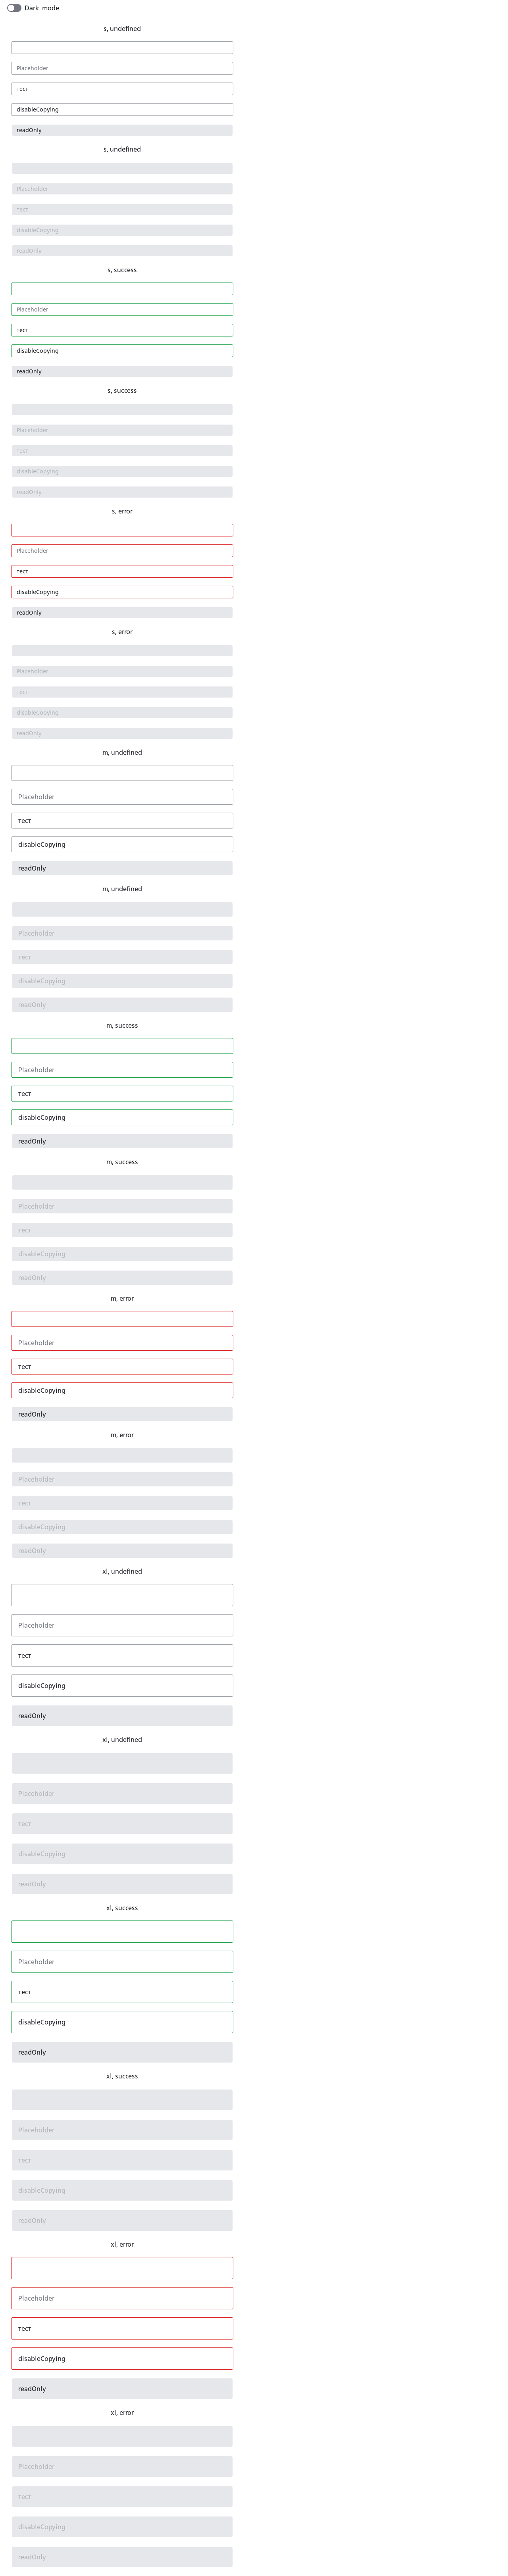 Dark_mode
s, undefined
Placeholder
тест
disableCopying
readOnly
s, undefined
Placeholder
тест
disableCopying
readOnly
s, success
Placeholder
тест
disableCopying
readOnly
s, success
Placeholder
тест
disableCopying
readOnly
s, error
Placeholder
тест
disableCopying
readOnly
s, error
Placeholder
тест
disableCopying
readOnly
m, undefined
Placeholder
тест
disableCopying
readOnly
m, undefined
Placeholder
тест
disableCopying
readOnly
m, success
Placeholder
тест
disableCopying
readOnly
m, success
Placeholder
тест
disableCopying
readOnly
m, error
Placeholder
тест
disableCopying
readOnly
m, error
Placeholder
тест
disableCopying
readOnly
xl, undefined
Placeholder
тест
disableCopying
readOnly
xl, undefined
Placeholder
тест
disableCopying
readOnly
xl, success
Placeholder
тест
disableCopying
readOnly
xl, success
Placeholder
тест
disableCopying
readOnly
xl, error
Placeholder
тест
disableCopying
readOnly
xl, error
Placeholder
тест
disableCopying
readOnly